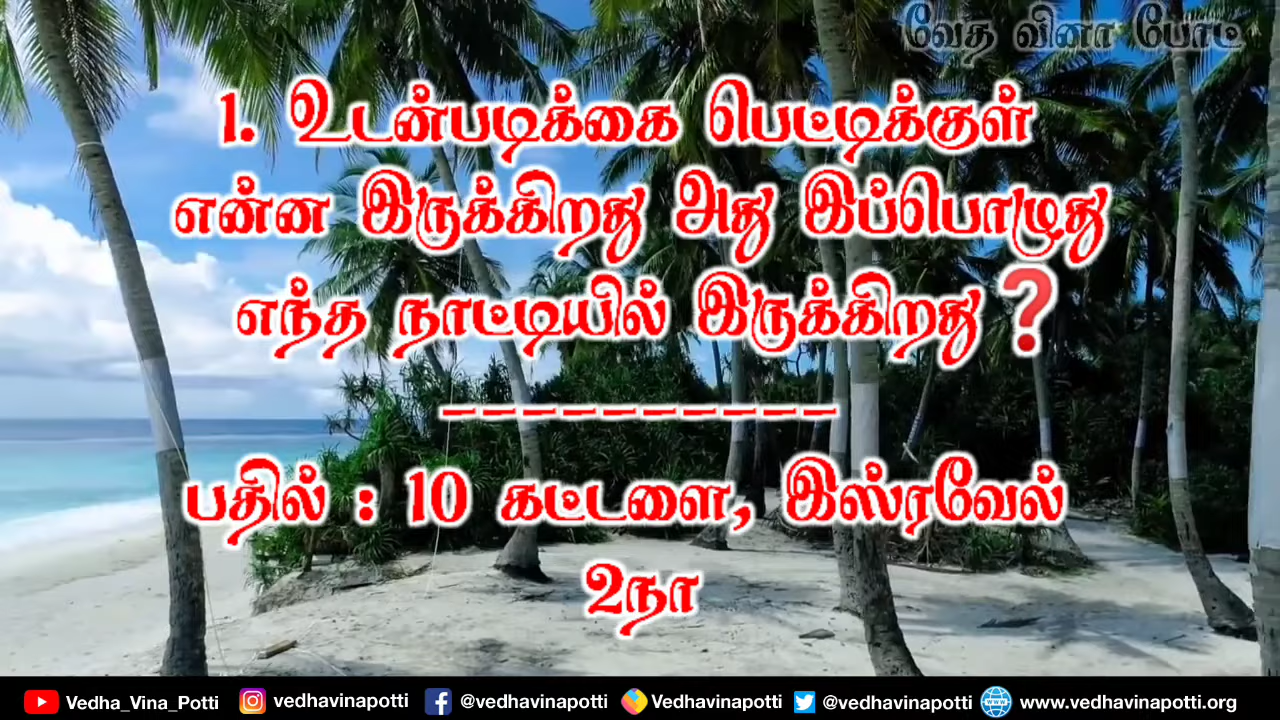 வேத வினா போட்
1. உடன்படிக்கை பெட்டிக்குள்
என்ன இருக்கிறது அது இப்பொழுது
எந்த நாட்டியில் இருக்கிறது❓
----------
பதில் : 10 கட்டளை, இஸ்ரவேல்
2நா
Vedha_Vina_Potti vedhavinapotti @vedhavinapotti Vedhavinapotti @vedhavinapotti www.vedhavinapotti.org